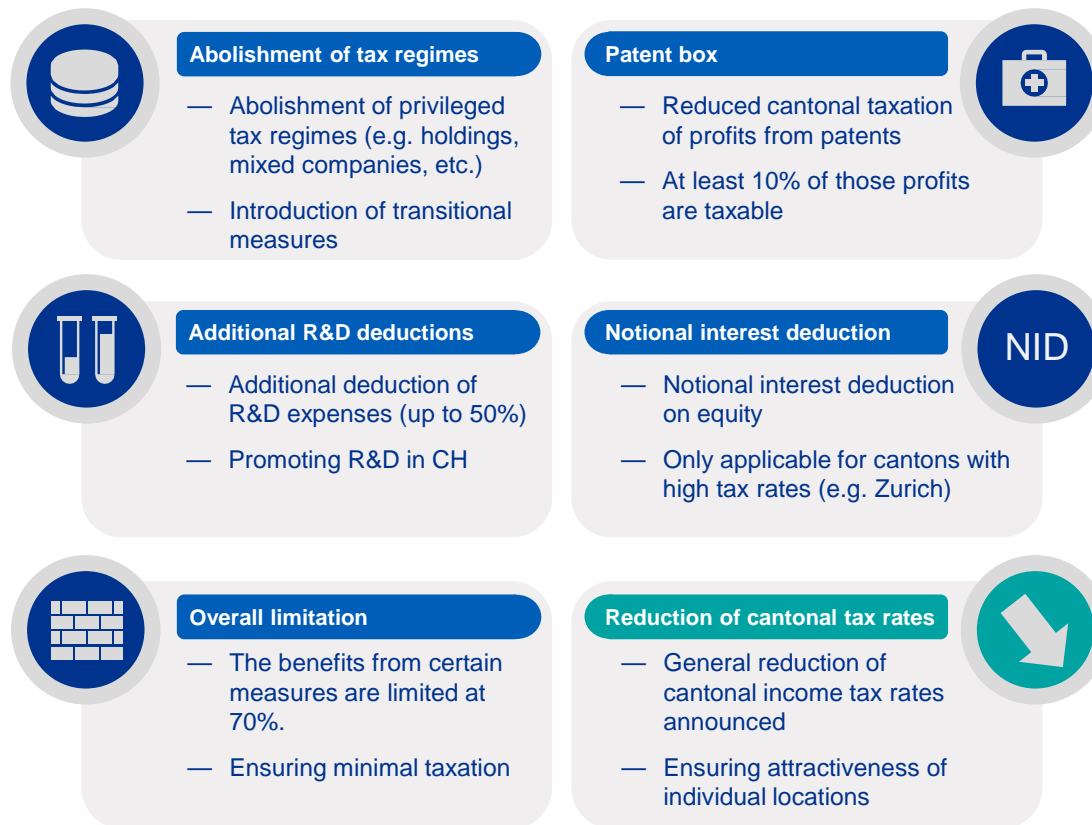 Abolishment of tax regimes
— Abolishment of privileged
tax regimes (e.g. holdings,
mixed companies, etc.)
— Introduction of transitional
measures
Patent box
— Reduced cantonal taxation
of profits from patents
— At least 10% of those profits
are taxable
Additional R&D deductions
— Additional deduction of
R&D expenses (up to 50%)
— Promoting R&D in CH
Notional interest deduction
NID
— Notional interest deduction
on equity
— Only applicable for cantons with
high tax rates (e.g. Zurich)
Overall limitation
— The benefits from certain
measures are limited at
70%.
— Ensuring minimal taxation
Reduction of cantonal tax rates
— General reduction of
cantonal income tax rates
announced
— Ensuring attractiveness of
individual locations